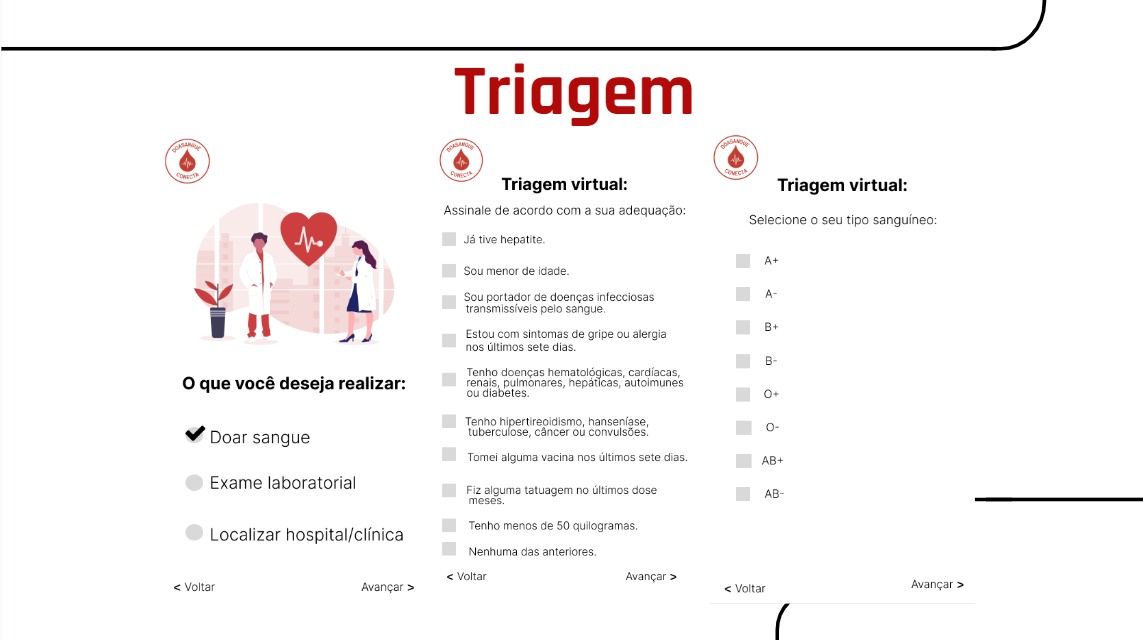 Triagem
DOASANGUE
CONECTA
O que você deseja realizar:
Doar sangue
Exame laboratorial
Localizar hospital/clínica
< Voltar
Avançar >
DOASANGUE
CONECTA
Triagem virtual:
Assinale de acordo com a sua adequação:
Já tive hepatite.
Sou menor de idade.
Sou portador de doenças infecciosas
transmissíveis pelo sangue.
Estou com sintomas de gripe ou alergia
nos últimos sete dias.
Tenho doenças hematológicas, cardíacas,
renais, pulmonares, hepáticas, autoimunes
ou diabetes.
Tenho hipertireoidismo, hanseníase,
tuberculose, câncer ou convulsões.
Tomei alguma vacina nos últimos sete dias.
Fiz alguma tatuagem no últimos dose
meses.
Tenho menos de 50 quilogramas.
Nenhuma das anteriores.
< Voltar
Avançar >
DOASANGUE
CONECTA
Triagem virtual:
Selecione o seu tipo sanguíneo:
A+
A-
B+
B-
O+
O-
AB+
AB-
< Voltar
Avançar >